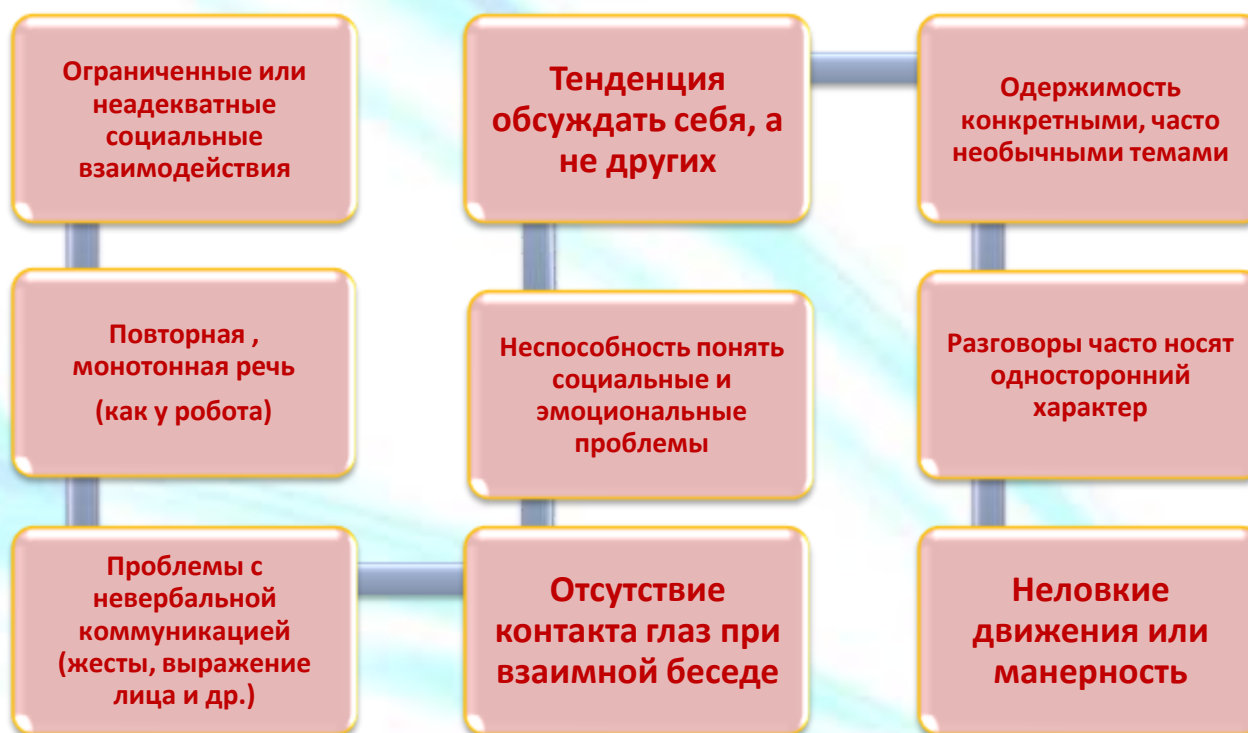 Ограниченные или
неадекватные
социальные
взаимодействия
Повторная ,
монотонная речь
(как у робота)
Проблемы с
невербальной
коммуникацией
(жесты, выражение
лица и др.)
Отсутствие
контакта глаз при
взаимной беседе
Неспособность понять
социальные и
эмоциональные
проблемы
Тенденция
обсуждать себя, а
не других
Одержимость
конкретными, часто
необычными темами
Разговоры часто носят
односторонний
характер
Неловкие
движения или
манерность